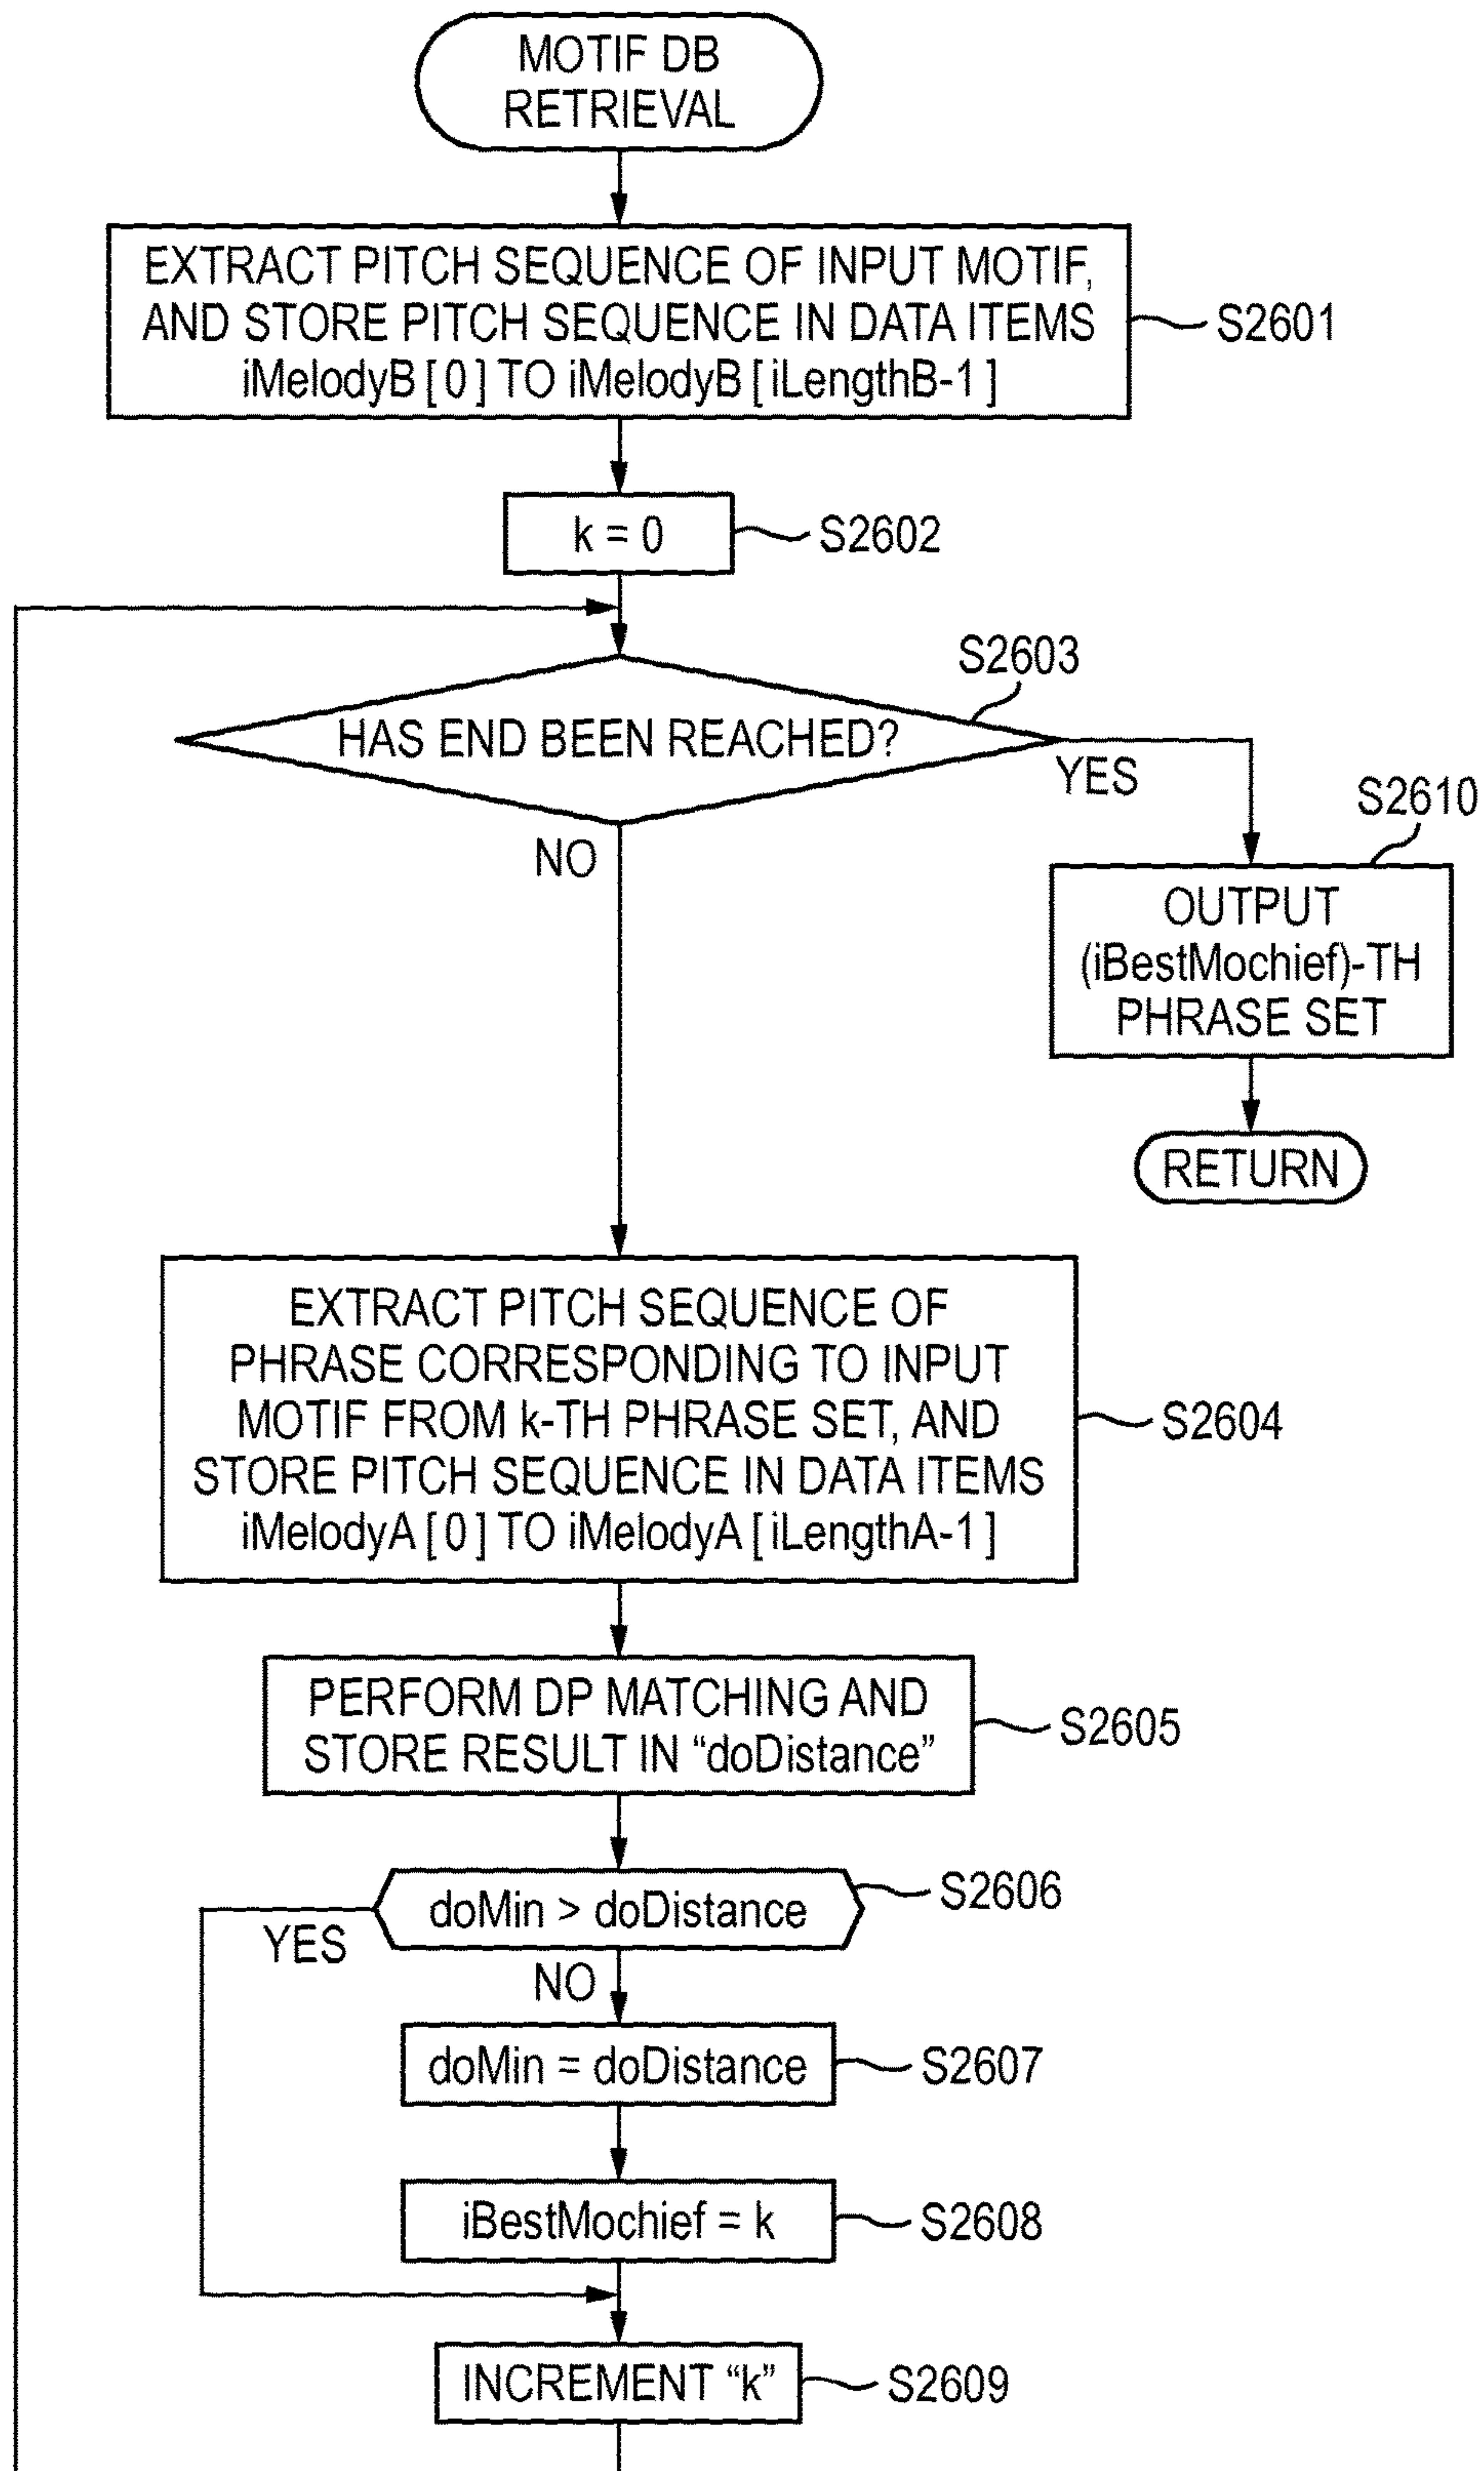 MOTIF DB
RETRIEVAL
EXTRACT PITCH SEQUENCE OF INPUT MOTIF,
AND STORE PITCH SEQUENCE IN DATA ITEMS
iMelodyB [ 0 ] TO iMelodyB [ iLengthB-1 ]
S2601
k = 0
S2602
S2603
HAS END BEEN REACHED?
YES
NO
S2610
OUTPUT
(iBestMochief)-TH
PHRASE SET
RETURN
EXTRACT PITCH SEQUENCE OF
PHRASE CORRESPONDING TO INPUT
MOTIF FROM k-TH PHRASE SET, AND
STORE PITCH SEQUENCE IN DATA ITEMS
iMelodyA [ 0 ] TO iMelodyA [ iLengthA-1 ]
S2604
PERFORM DP MATCHING AND
STORE RESULT IN “doDistance”
S2605
doMin > doDistance
S2606
YES
NO
doMin = doDistance
S2607
iBestMochief = k
S2608
INCREMENT “k”
S2609